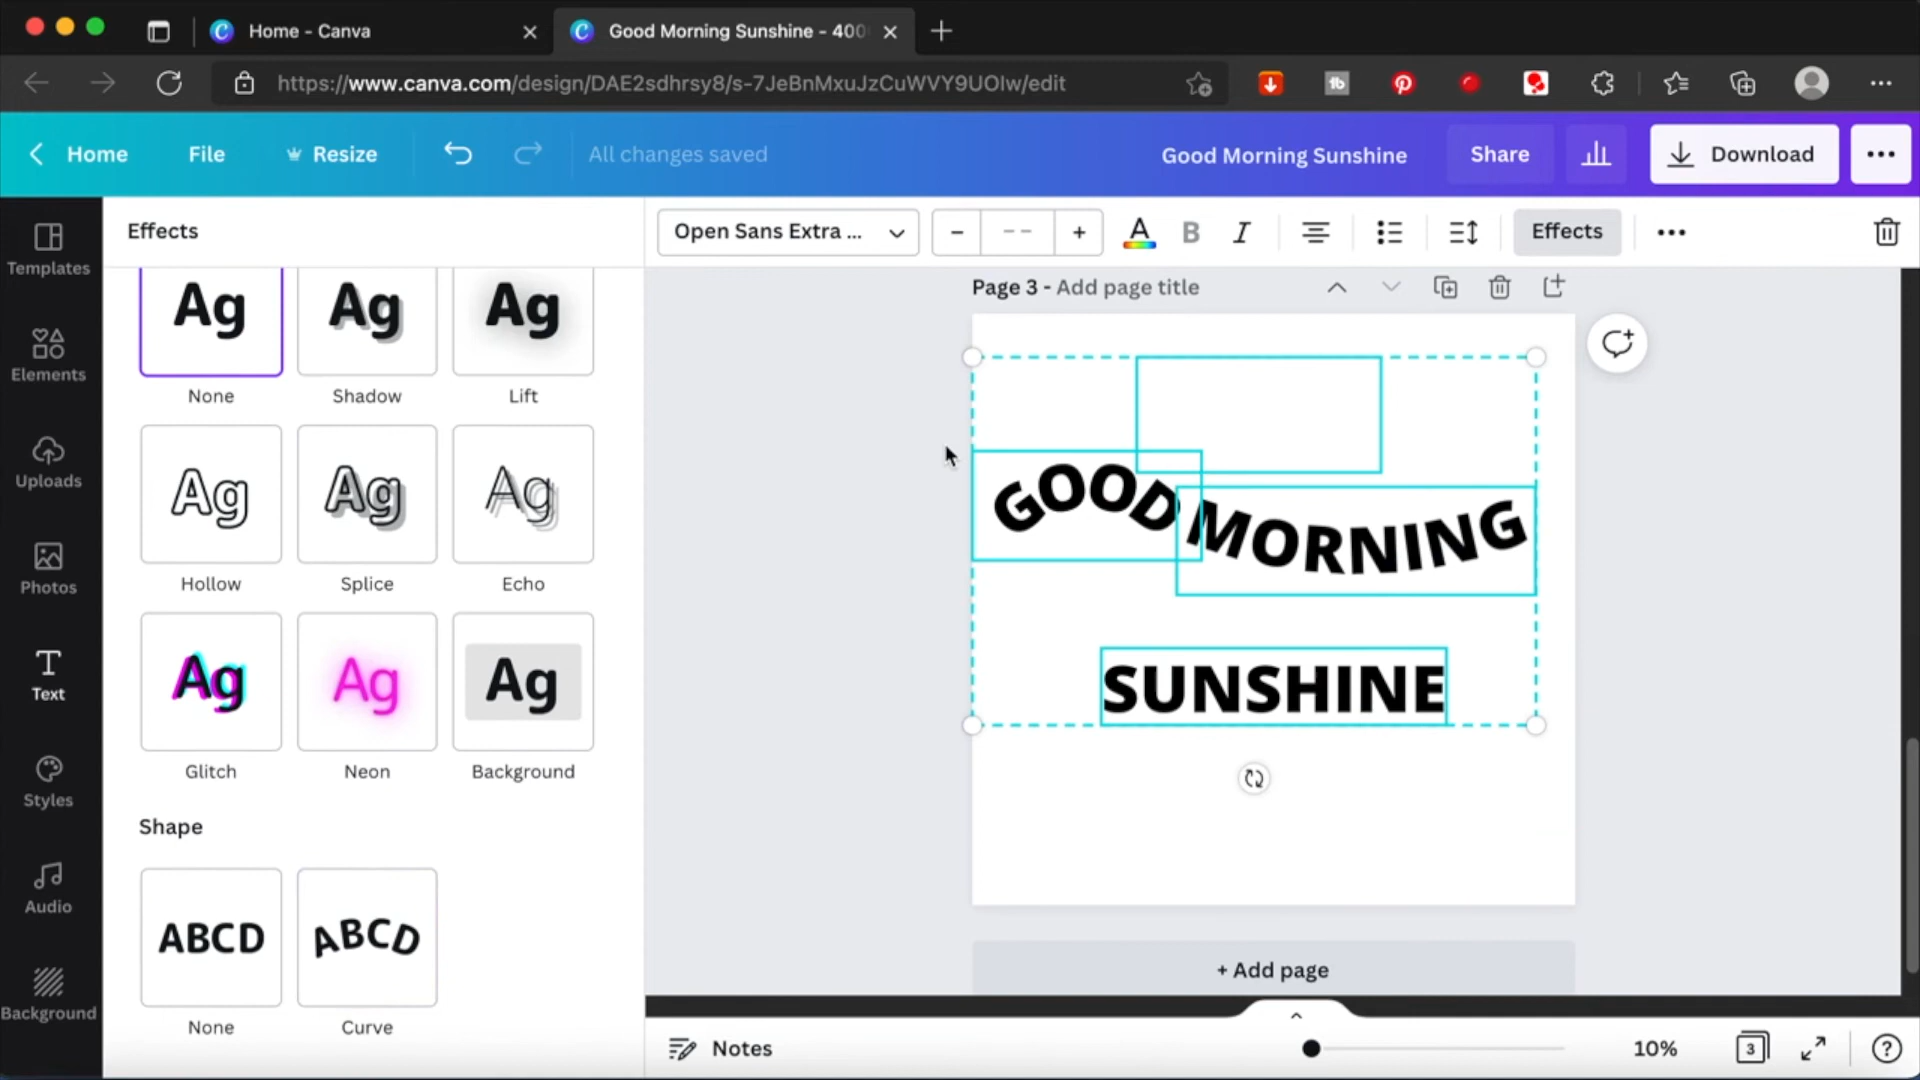 Home - Canva
Good Morning Sunshine - 400
https://www.canva.com/design/DAE2sdhrsy8/s-7JeBnMxuJzCuWVY9UOIw/edit
Home
File
Resize
All changes saved
Good Morning Sunshine
Share
Download
Effects
Open Sans Extra ...
– –
A
B
I
Effects
Templates
Elements
Uploads
Photos
Text
Styles
Audio
Background
Ag
Ag
Ag
None
Shadow
Lift
Ag
Ag
Ag
Hollow
Splice
Echo
Ag
Ag
Ag
Glitch
Neon
Background
Shape
ABCD
ABCD
None
Curve
Page 3 - Add page title
GOOD
MORNING
SUNSHINE
+ Add page
Notes
10%
3
?